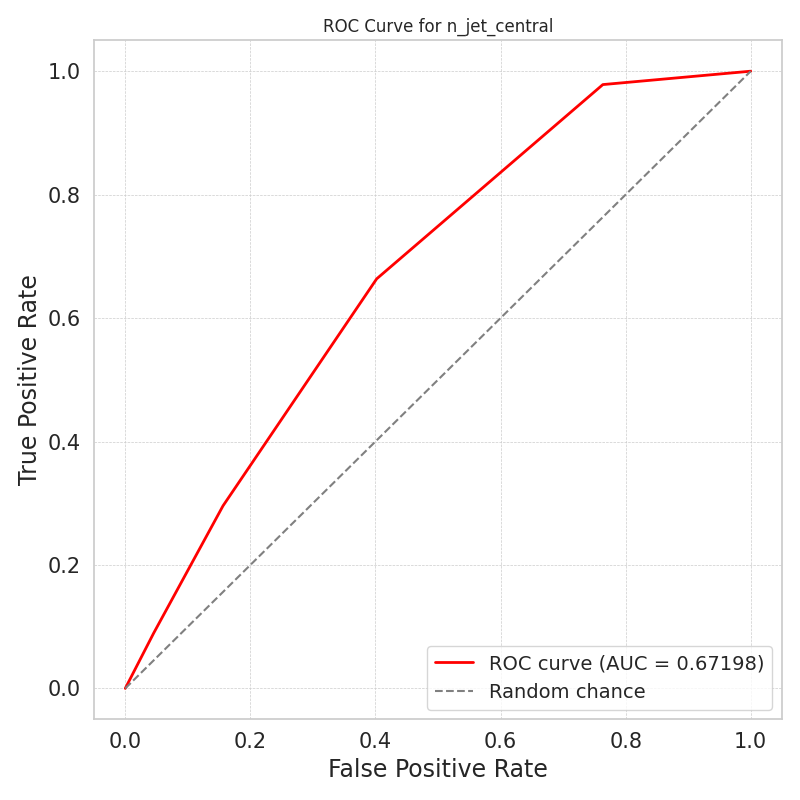 ROC Curve for n_jet_central
True Positive Rate
1.0
0.8
0.6
0.4
0.2
0.0
0.0 0.2 0.4 0.6 0.8 1.0
False Positive Rate
ROC curve (AUC = 0.67198)
Random chance